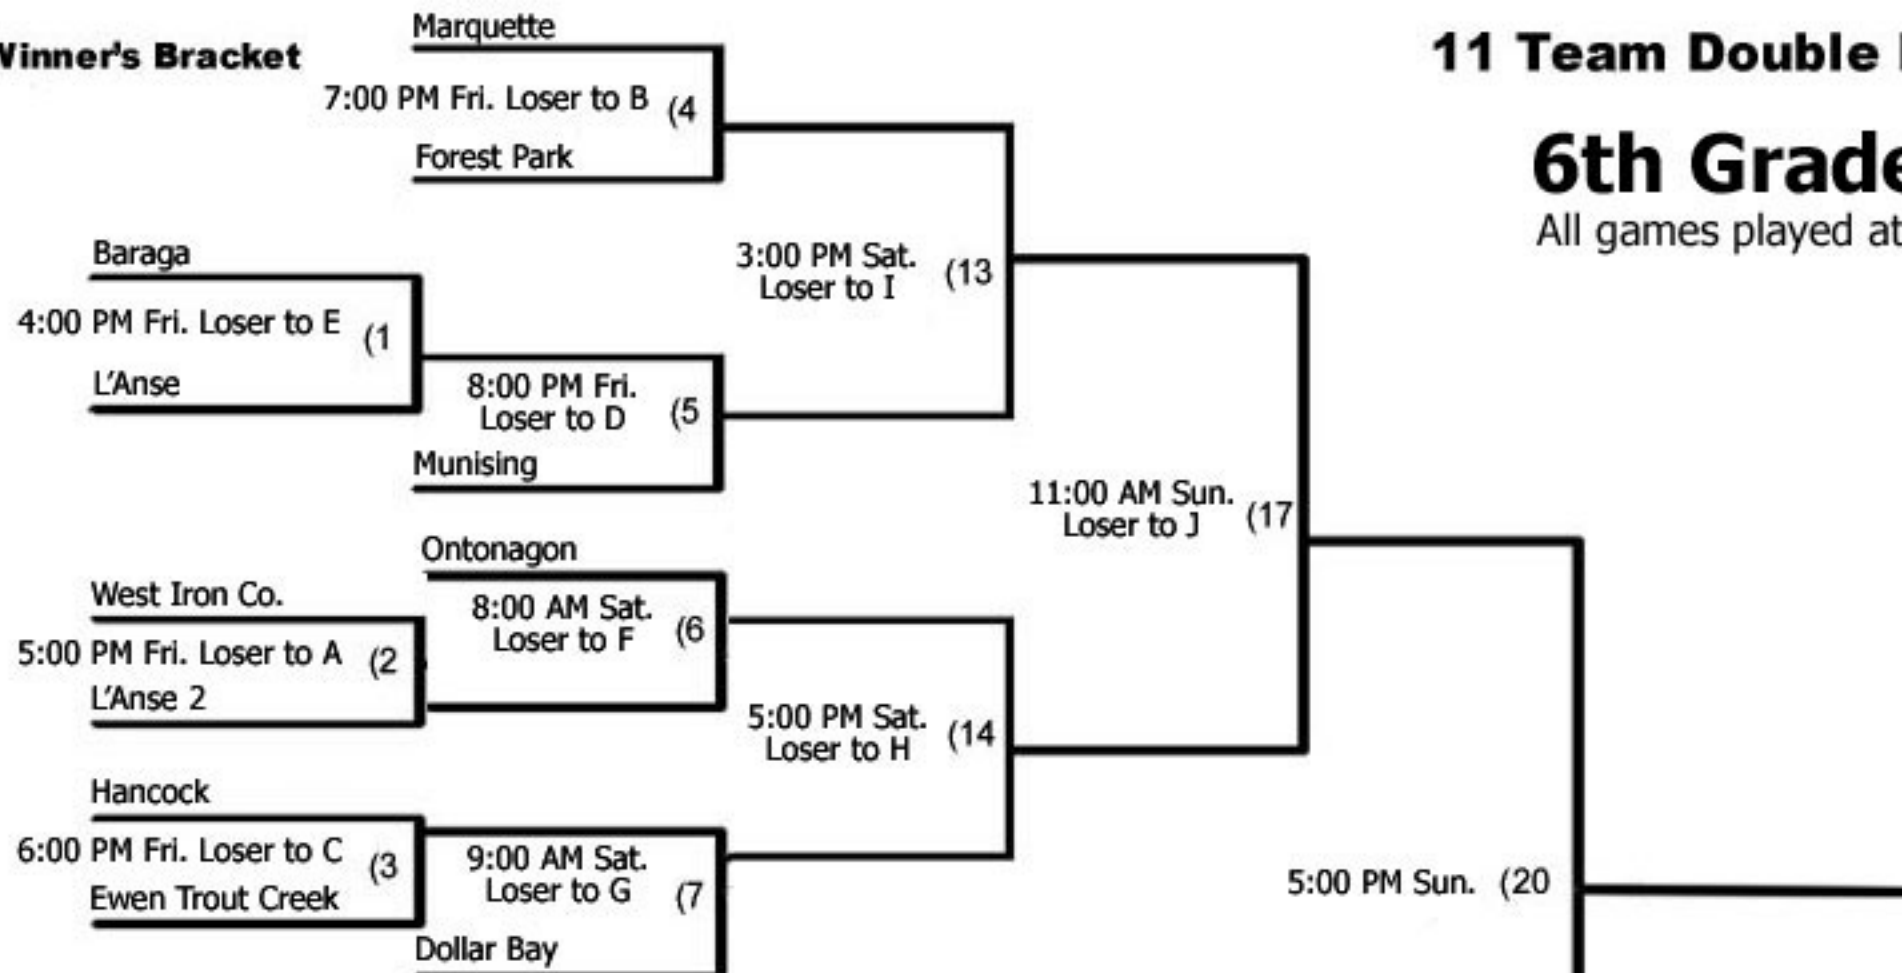 Winner's Bracket
11 Team Double
6th Grade
All games played at
Marquette
7:00 PM Fri. Loser to B (4
Forest Park
Baraga
4:00 PM Fri. Loser to E (1
L'Anse
8:00 PM Fri.
Loser to D (5
Munising
3:00 PM Sat.
Loser to I (13
Ontonagon
West Iron Co.
5:00 PM Fri. Loser to A (2
L'Anse 2
8:00 AM Sat.
Loser to F (6
11:00 AM Sun.
Loser to J (17
5:00 PM Sat.
Loser to H (14
Hancock
6:00 PM Fri. Loser to C (3
Ewen Trout Creek
9:00 AM Sat.
Loser to G (7
Dollar Bay
5:00 PM Sun. (20